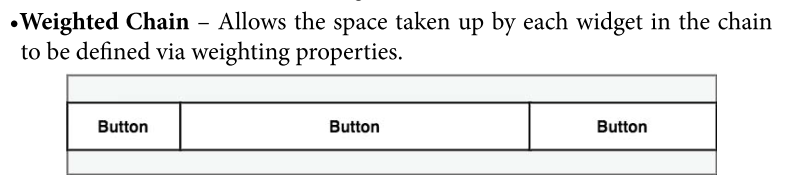 •Weighted Chain – Allows the space taken up by each widget in the chain
to be defined via weighting properties.
Button Button Button